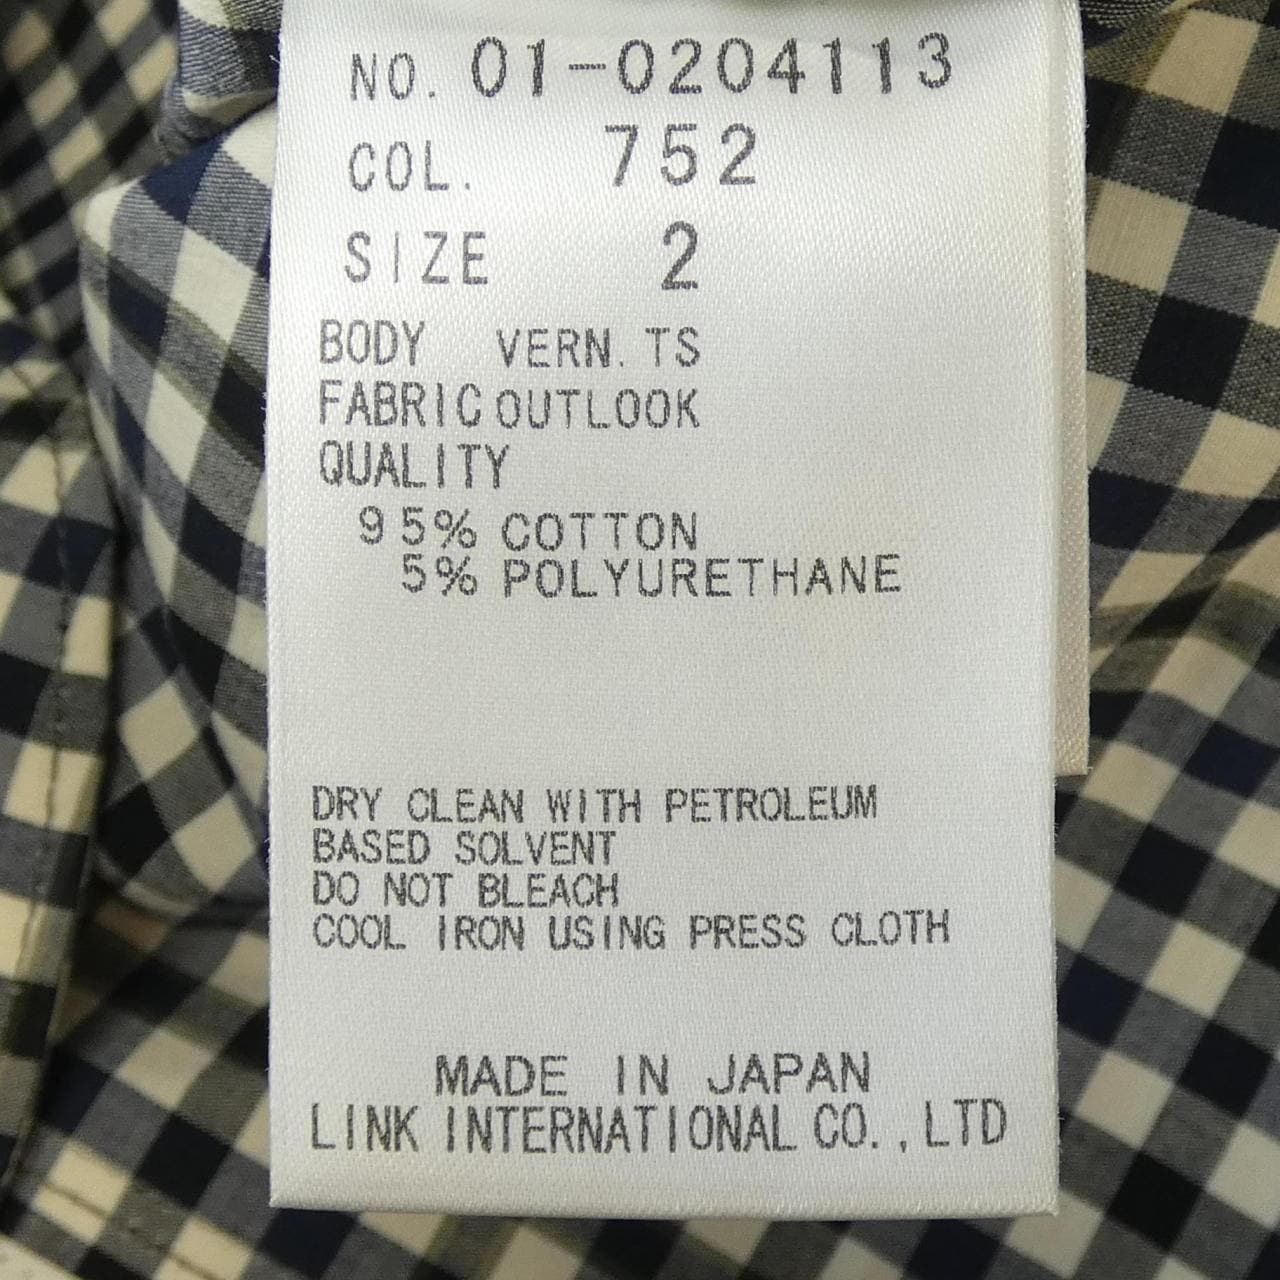 NO. 01-0204113
COL. 752
SIZE 2
BODY VERN. TS
FABRIC OUTLOOK
QUALITY
95% COTTON
5% POLYURETHANE
DRY CLEAN WITH PETROLEUM
BASED SOLVENT
DO NOT BLEACH
COOL IRON USING PRESS CLOTH
MADE IN JAPAN
LINK INTERNATIONAL CO.,LTD